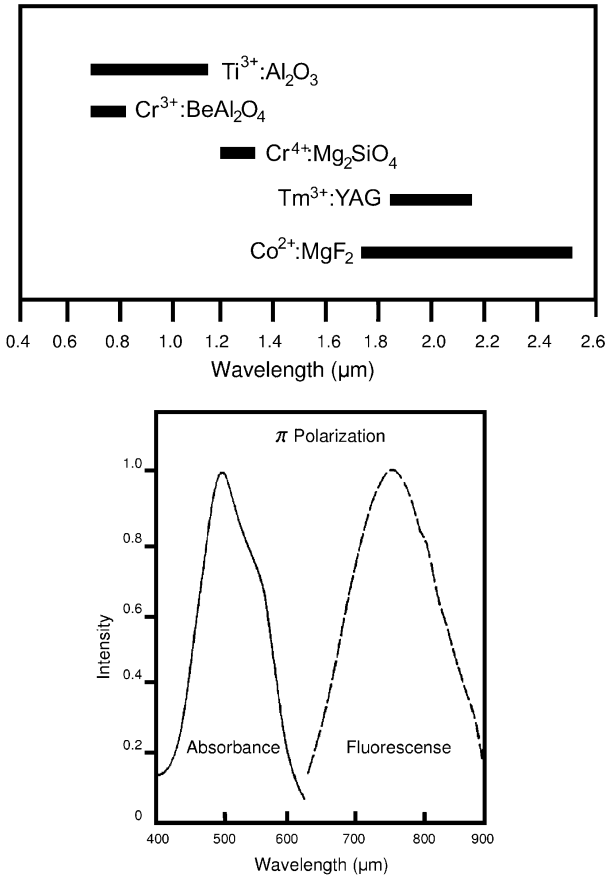 Ti3+:Al2O3
Cr3+:BeAl2O4
Cr4+:Mg2SiO4
Tm3+:YAG
Co2+:MgF2
0.4 0.6 0.8 1.0 1.2 1.4 1.6 1.8 2.0 2.2 2.4 2.6
Wavelength (μm)
π Polarization
1.0
0.8
0.6
0.4
0.2
0
Intensity
Absorbance Fluorescense
400 500 600 700 800 900
Wavelength (μm)